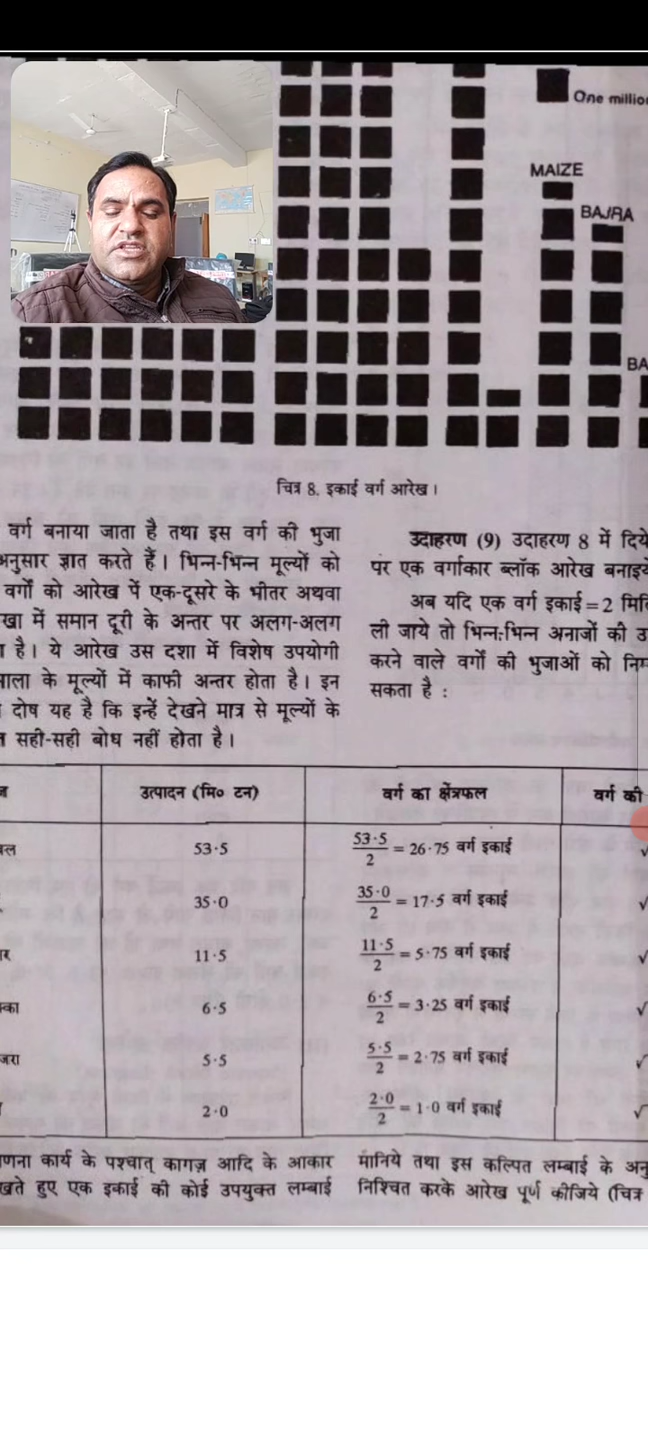 One
MAIZE
BAJRA
चित्र 8. इकाई वर्ग आरेख।
वर्ग बनाया जाता है तथा इस वर्ग की भुजा
अनुसार ज्ञात करते हैं। भिन्न-भिन्न मूल्यों को
वर्गों को आरेख पें एक-दूसरे के भीतर अथवा
में समान दूरी के अन्तर पर अलग-अलग
है। ये आरेख उस दशा में विशेष उपयोगी
के मूल्यों में काफी अन्तर होता है। इन
दोष यह है कि इन्हें देखने मात्र से मूल्यों के
सही-सही बोध नहीं होता है।
उदाहरण (9) उदाहरण 8 में दिये
पर एक वर्गाकार ब्लॉक आरेख बनाइये
अब यदि एक वर्ग इकाई = 2
ली जाये तो भिन्न-भिन्न अनाजों की
करने वाले वर्गों की भुजाओं को
सकता है :
उत्पादन (मि० टन) वर्ग का क्षेंत्रफल वर्ग की
53·5 53·5/2 = 26·75 वर्ग इकाई √
35·0 35·0/2 = 17·5 वर्ग इकाई √
11·5 11·5/2 = 5·75 वर्ग इकाई √
6·5 6·5/2 = 3·25 वर्ग इकाई √
5·5 5·5/2 = 2·75 वर्ग इकाई √
2·0 2·0/2 = 1·0 वर्ग इकाई √
कार्य के पश्चात् कागज़ आदि के आकार
हुए एक इकाई की कोई उपयुक्त लम्बाई
मानिये तथा इस कल्पित लम्बाई के
निश्चित करके आरेख पूर्ण कीजिये (चित्र